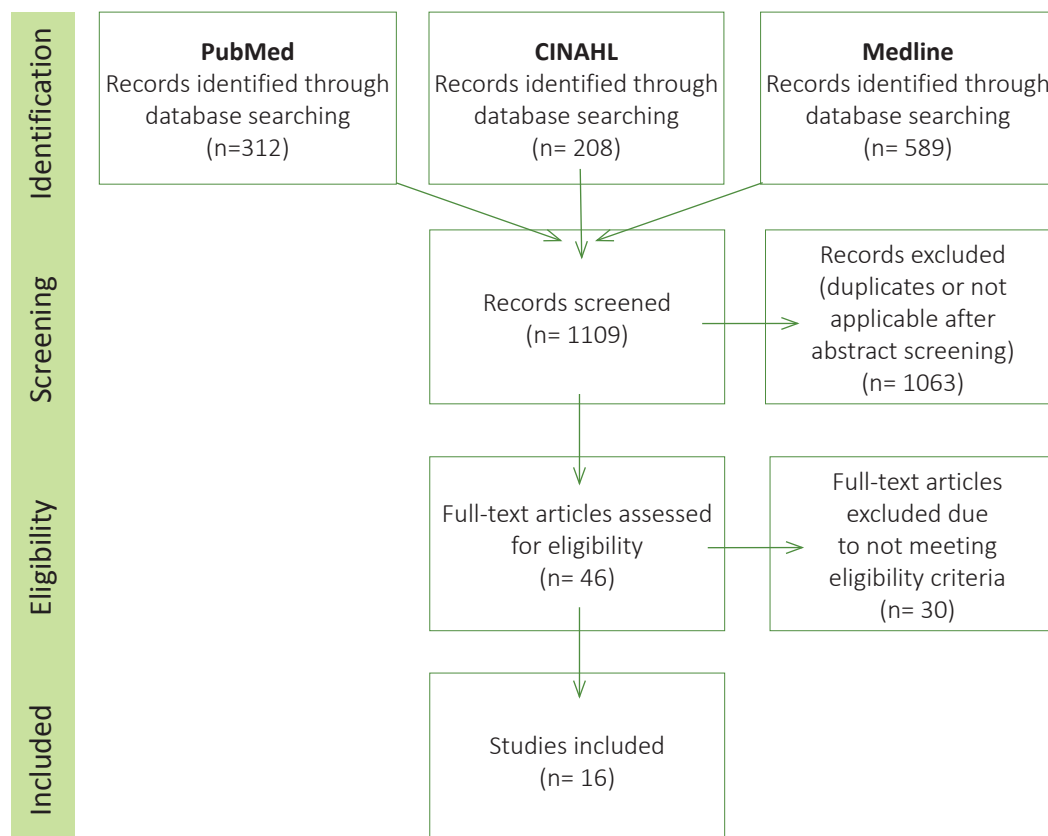 Identification
PubMed
Records identified through
database searching
(n=312)
CINAHL
Records identified through
database searching
(n= 208)
Medline
Records identified through
database searching
(n= 589)
Screening
Records screened
(n= 1109)
Records excluded
(duplicates or not
applicable after
abstract screening)
(n= 1063)
Eligibility
Full-text articles assessed
for eligibility
(n= 46)
Full-text articles
excluded due
to not meeting
eligibility criteria
(n= 30)
Included
Studies included
(n= 16)